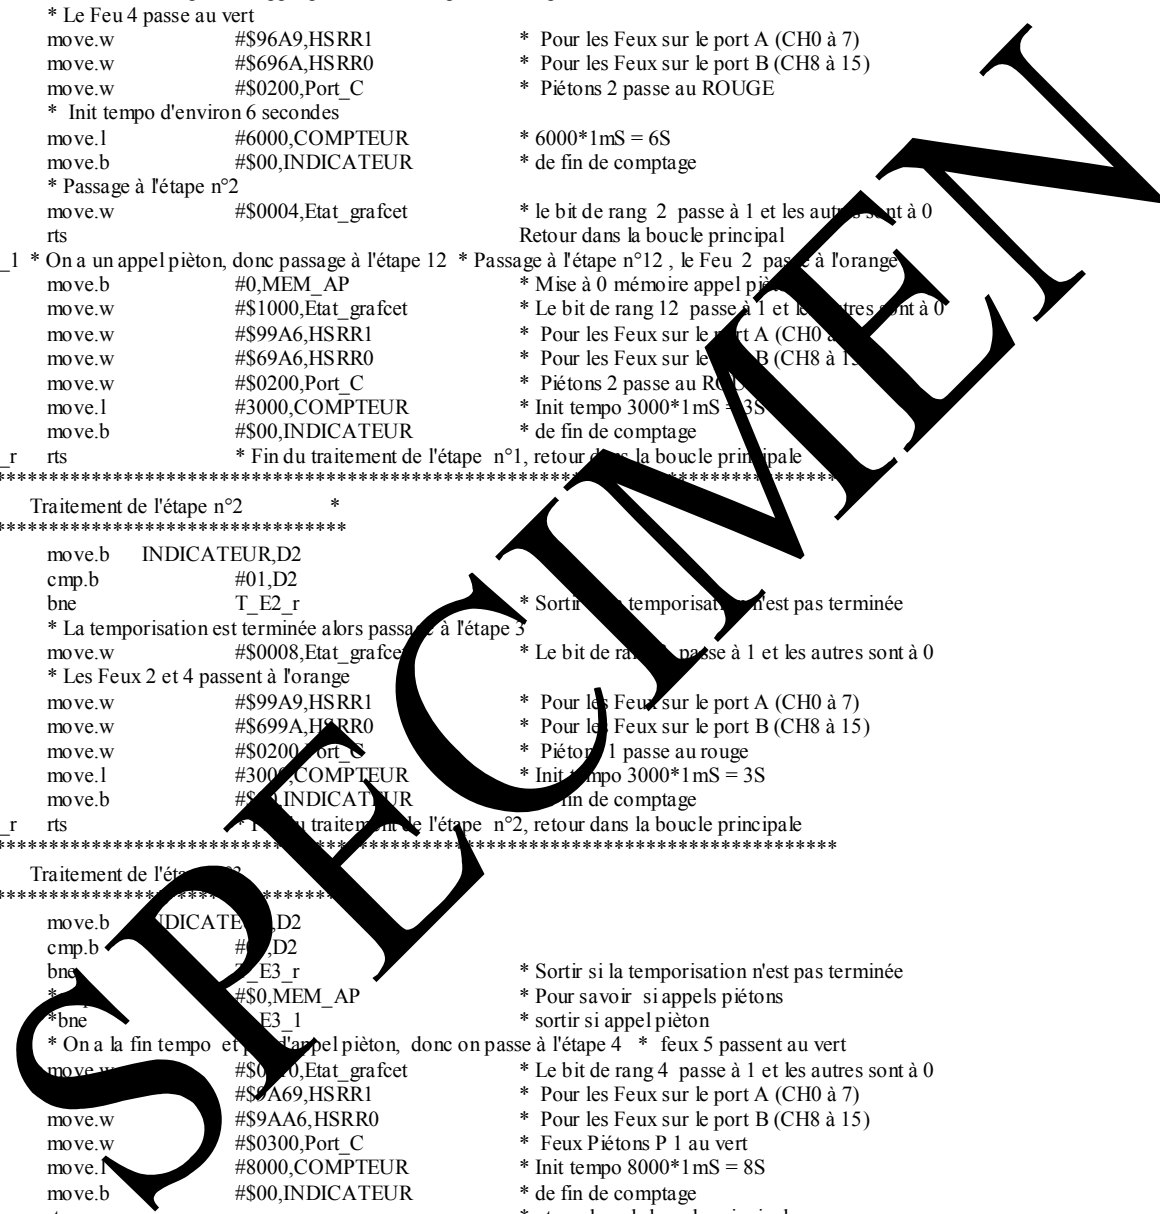 * Le Feu 4 passe au vert
move.w #$96A9,HSRR1 * Pour les Feux sur le port A (CH0 à 7)
move.w #$696A,HSRR0 * Pour les Feux sur le port B (CH8 à 15)
move.w #$0200,Port_C * Piétons 2 passe au ROUGE
* Init tempo d'environ 6 secondes
move.l #6000,COMPTEUR * 6000*1mS = 6S
move.b #$00,INDICATEUR * de fin de comptage
* Passage à l'étape n°2
move.w #$0004,Etat_grafcet * le bit de rang 2 passe à 1 et les autres sont à 0
rts Retour dans la boucle principal
_1 * On a un appel pièton, donc passage à l'étape 12 * Passage à l'étape n°12 , le Feu 2 passe à l'orange
move.b #0,MEM_AP * Mise à 0 mémoire appel
move.w #$1000,Etat_grafcet * Le bit de rang 12 passe à 1 et les autres sont à 0
move.w #$99A6,HSRR1 * Pour les Feux sur le port A (CH0
move.w #$69A6,HSRR0 * Pour les Feux sur le B (CH8 à
move.w #$0200,Port_C * Piétons 2 passe au
move.l #3000,COMPTEUR * Init tempo 3000*1mS = 3S
move.b #$00,INDICATEUR * de fin de comptage
_r rts * Fin du traitement de l'étape n°1, retour dans la boucle principale
********************************************************************************
Traitement de l'étape n°2 *
*********************************
move.b INDICATEUR,D2
cmp.b #01,D2
bne T_E2_r * Sortir temporisation n'est pas terminée
* La temporisation est terminée alors passage à l'étape 3
move.w #$0008,Etat_grafcet * Le bit de passe à 1 et les autres sont à 0
* Les Feux 2 et 4 passent à l'orange
move.w #$99A9,HSRR1 * Pour les Feux sur le port A (CH0 à 7)
move.w #$699A,HSRR0 * Pour les Feux sur le port B (CH8 à 15)
move.w #$0200,Port_C * Piétons 1 passe au rouge
move.l #3000,COMPTEUR * Init tempo 3000*1mS = 3S
move.b INDICATEUR fin de comptage
_r rts * traitement de l'étape n°2, retour dans la boucle principale
********************************************************************************
Traitement de
*********************************
move.b INDICATEUR,D2
cmp.b ,D2
bne T_E3_r * Sortir si la temporisation n'est pas terminée
* #$0,MEM_AP * Pour savoir si appels piétons
*bne E3_1 * sortir si appel pièton
* On a la fin tempo et d'appel pièton, donc on passe à l'étape 4 * feux 5 passent au vert
move.w Etat_grafcet * Le bit de rang 4 passe à 1 et les autres sont à 0
#$9A69,HSRR1 * Pour les Feux sur le port A (CH0 à 7)
move.w #$9AA6,HSRR0 * Pour les Feux sur le port B (CH8 à 15)
move.w #$0300,Port_C * Feux Piétons P 1 au vert
move.l #8000,COMPTEUR * Init tempo 8000*1mS = 8S
move.b #$00,INDICATEUR * de fin de comptage
SPECIMEN